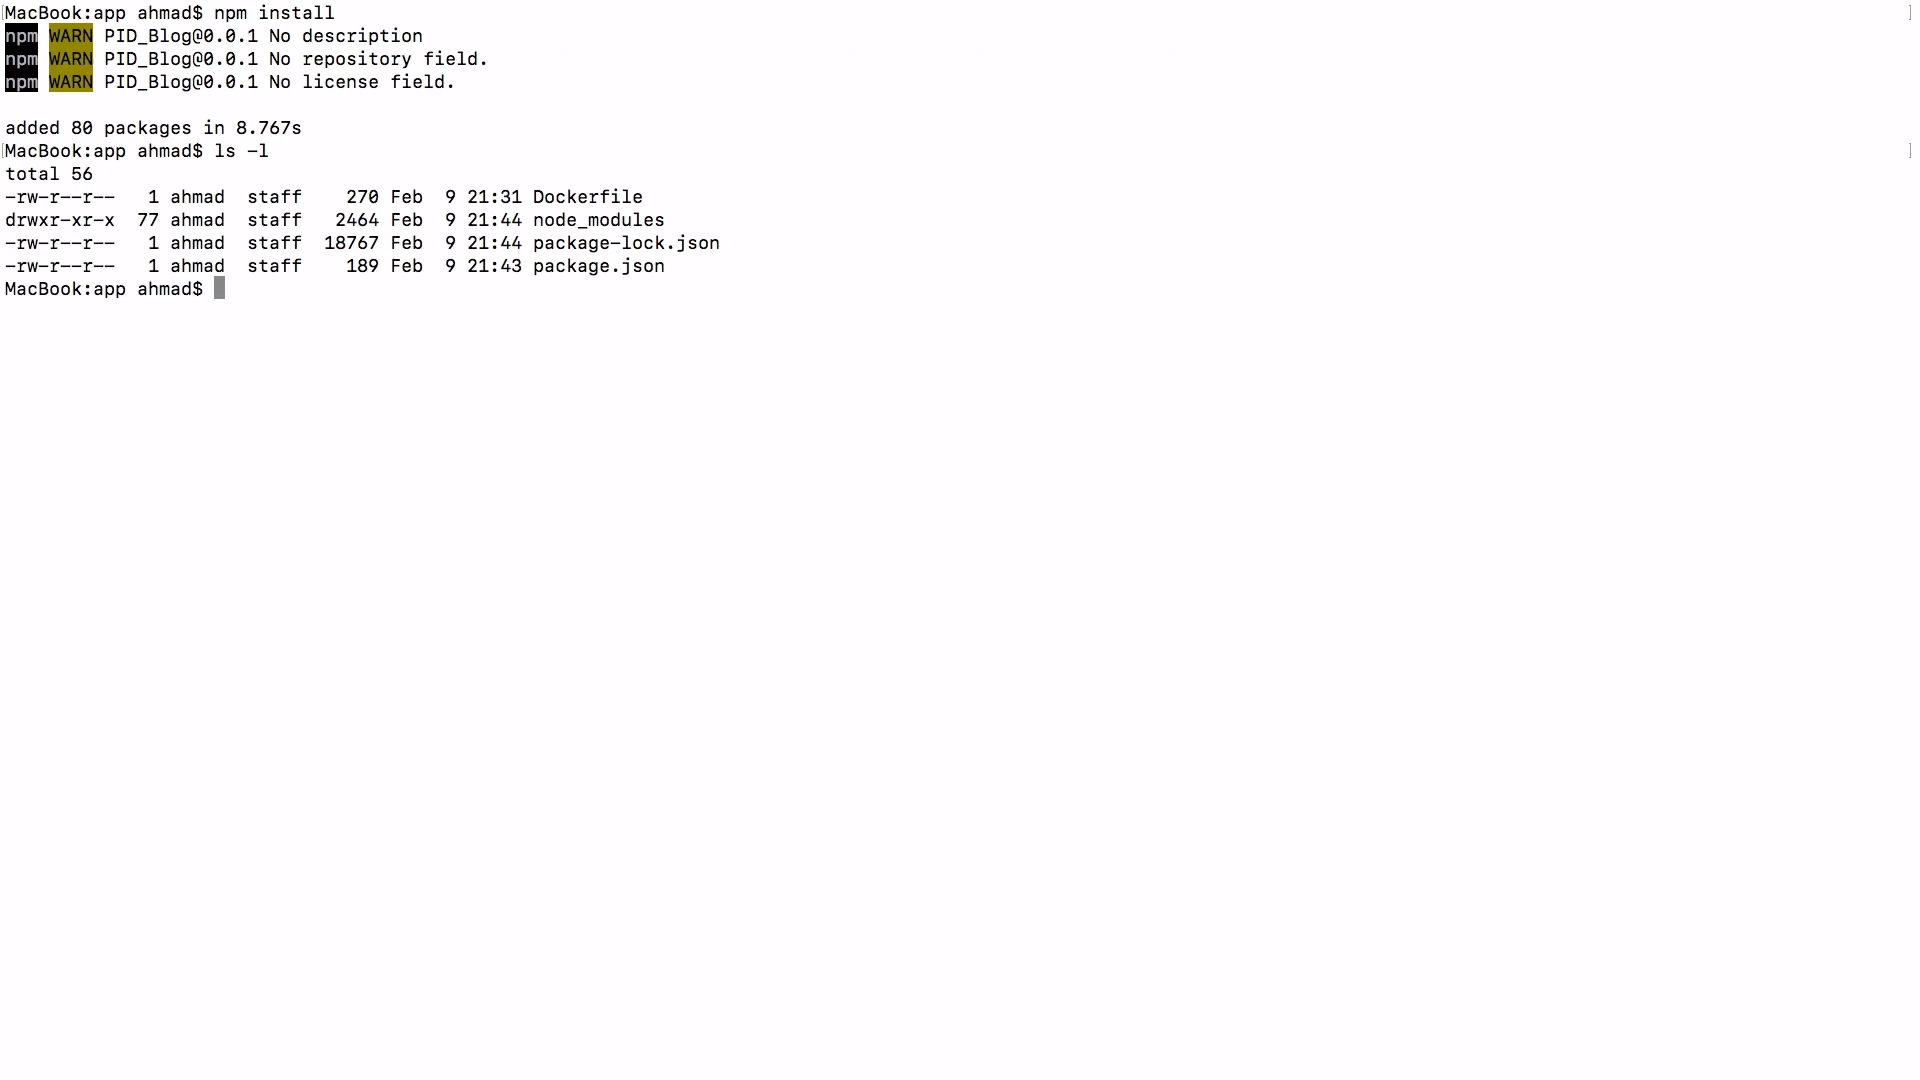 MacBook:app ahmad$ npm install
npm WARN PID_Blog@0.0.1 No description
npm WARN PID_Blog@0.0.1 No repository field.
npm WARN PID_Blog@0.0.1 No license field.

added 80 packages in 8.767s
MacBook:app ahmad$ ls -l
total 56
-rw-r--r--   1 ahmad  staff    270 Feb  9 21:31 Dockerfile
drwxr-xr-x  77 ahmad  staff   2464 Feb  9 21:44 node_modules
-rw-r--r--   1 ahmad  staff  18767 Feb  9 21:44 package-lock.json
-rw-r--r--   1 ahmad  staff    189 Feb  9 21:43 package.json
MacBook:app ahmad$